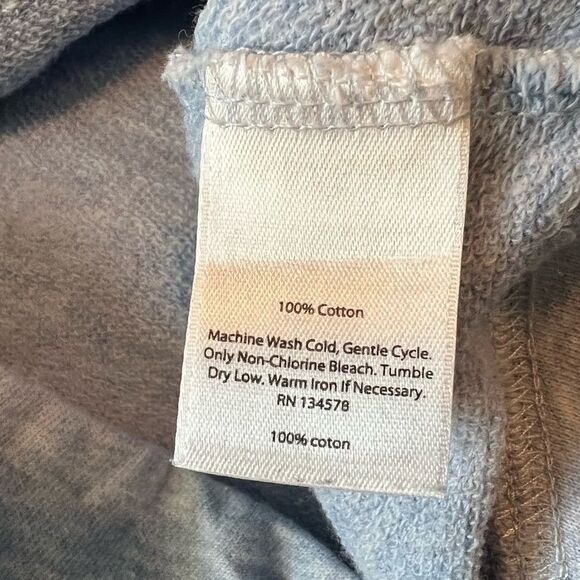 100% Cotton
Machine Wash Cold, Gentle Cycle.
Only Non-Chlorine Bleach. Tumble
Dry Low. Warm Iron If Necessary.
RN 134578
100% coton